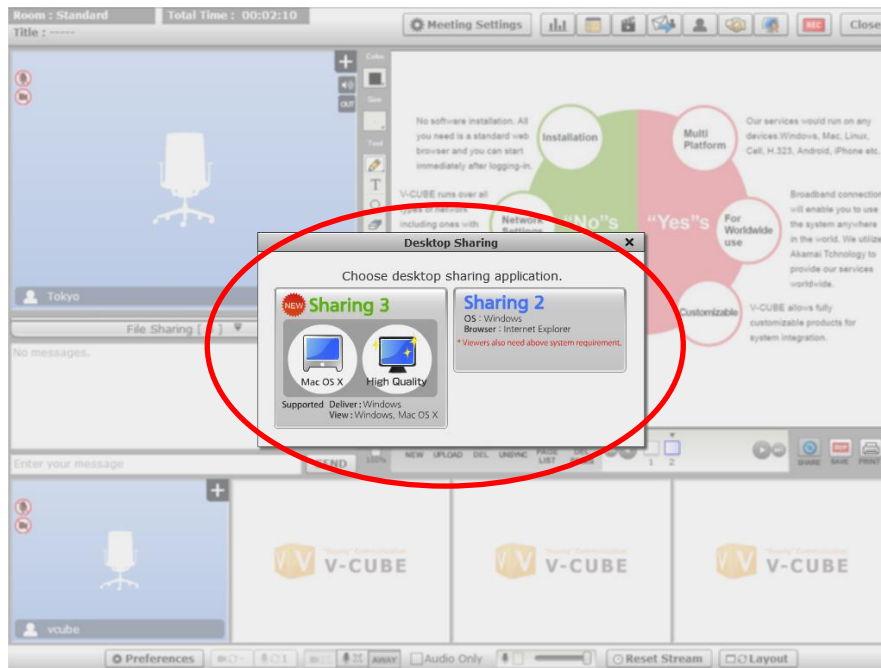 Room : Standard
Total Time : 00:02:10
Title : -----
Meeting Settings
REC
Close
Color
Size
Tool
OUT
T
No software installation. All
you need is a standard web
browser and you can start
immediately after logging-in.
Installation
V-CUBE runs over all
types of network
including ones with
Network
Settings
"No"s
"Yes"s
Multi
Platform
Our services would run on any
devices.Windows, Mac, Linux,
Cell, H.323, Android, iPhone etc.
For
Worldwide
use
Broadband connection
will enable you to use
the system anywhere
in the world. We utilize
Akamai Tchnology to
provide our services
worldwide.
Customizable
V-CUBE allows fully
customizable products for
system integration.
Tokyo
File Sharing [
]
No messages.
Enter your message
SEND
100%
Desktop Sharing
Choose desktop sharing application.
NEW
Sharing 3
Mac OS X
High Quality
Supported Deliver : Windows
View : Windows, Mac OS X
Sharing 2
OS : Windows
Browser : Internet Explorer
* Viewers also need above system requirement.
NEW
UPLOAD
DEL
UNSYNC
PAGE
LIST
DEL
1
2
SHARE
SAVE
PRINT
vcube
V-CUBE
V-CUBE
V-CUBE
Preferences
AWAY
Audio Only
Reset Stream
Layout